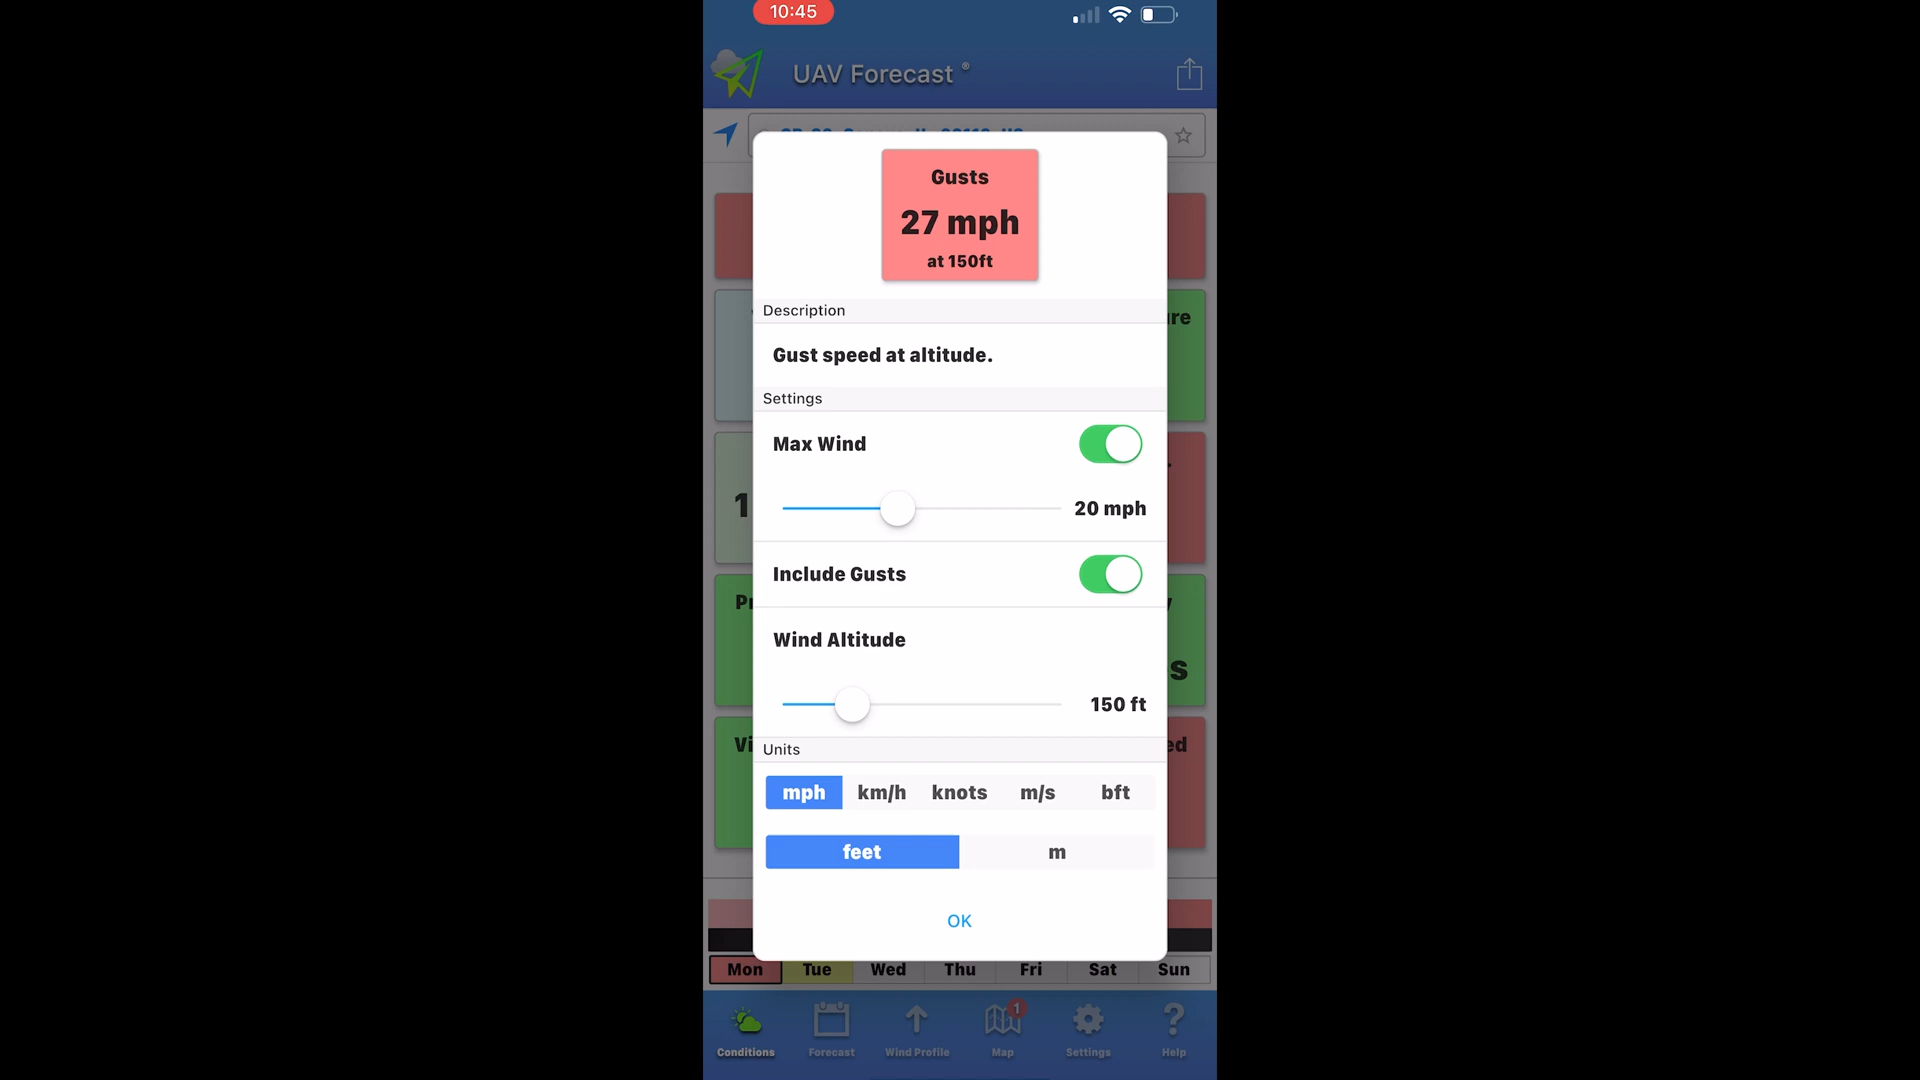 10:45
UAV Forecast ®
Gusts
27 mph
at 150ft
Description
Gust speed at altitude.
Settings
Max Wind
20 mph
Include Gusts
Wind Altitude
150 ft
Units
mph km/h knots m/s bft
feet m
OK
Mon Tue Wed Thu Fri Sat Sun
1
Conditions Forecast Wind Profile Map Settings Help